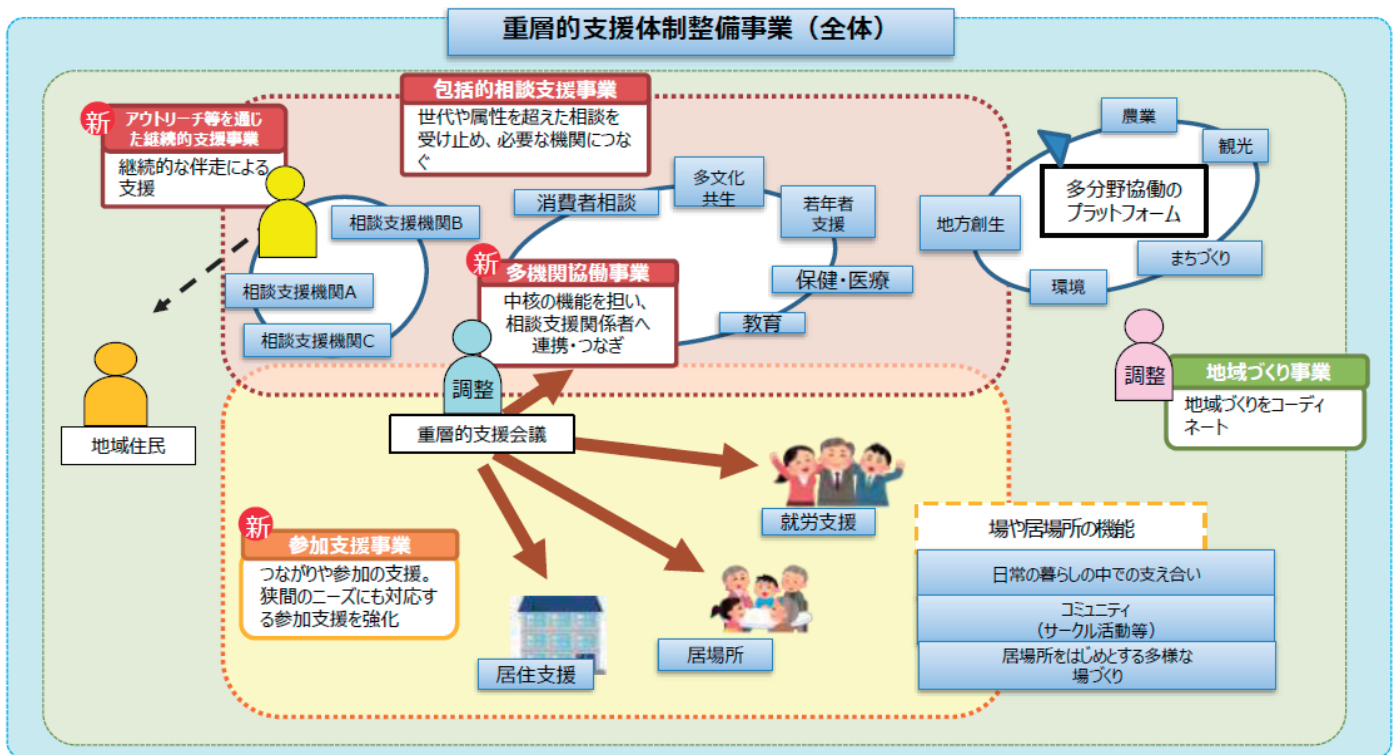 重層的支援体制整備事業（全体）
新
アウトリーチ等を通じ
た継続的支援事業
継続的な伴走による
支援
包括的相談支援事業
世代や属性を超えた相談を
受け止め、必要な機関につな
ぐ
相談支援機関B
相談支援機関A
相談支援機関C
消費者相談
多文化
共生
若年者
支援
保健・医療
教育
新
多機関協働事業
中核の機能を担い、
相談支援関係者へ
連携・つなぎ
調整
重層的支援会議
農業
観光
多分野協働の
プラットフォーム
地方創生
まちづくり
環境
調整
地域づくり事業
地域づくりをコーディ
ネート
地域住民
新
参加支援事業
つながりや参加の支援。
狭間のニーズにも対応す
る参加支援を強化
就労支援
居場所
居住支援
場や居場所の機能
日常の暮らしの中での支え合い
コミュニティ
（サークル活動等）
居場所をはじめとする多様な
場づくり